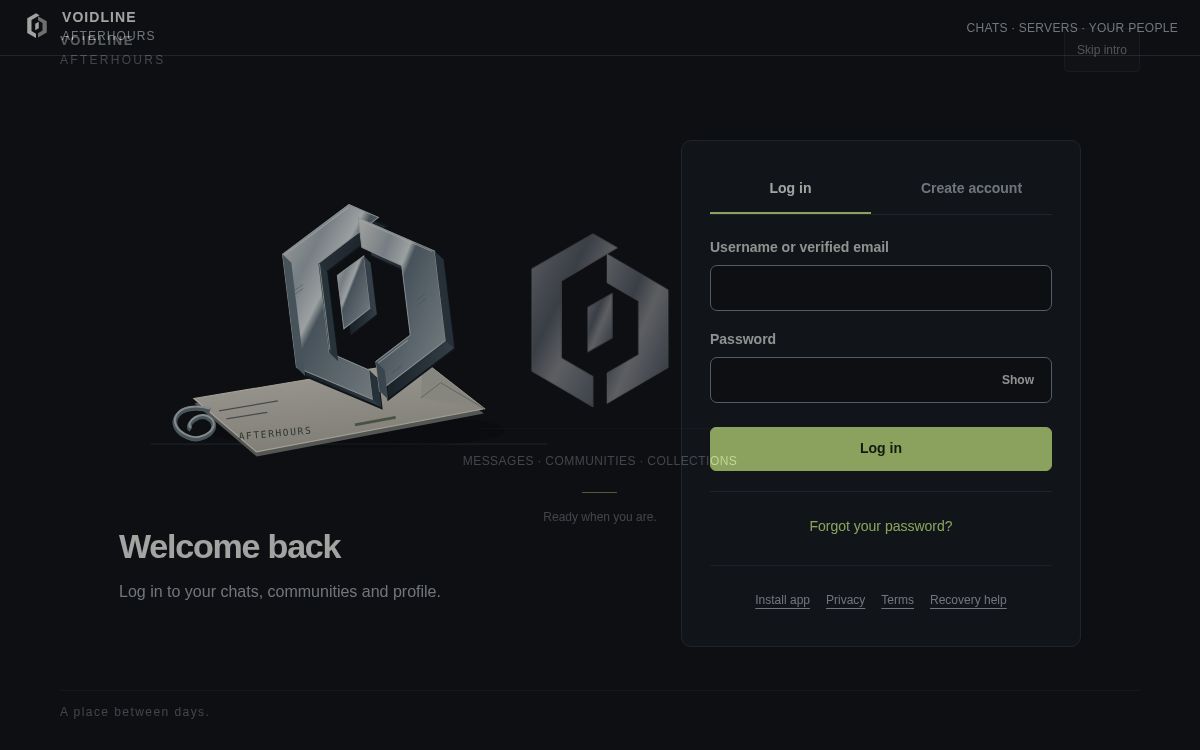 VOIDLINE
AFTERHOURS
CHATS · SERVERS · YOUR PEOPLE
VOIDLINE
AFTERHOURS
Skip intro
Log in
Create account
Username or verified email
Password
Show
Log in
AFTERHOURS
MESSAGES · COMMUNITIES · COLLECTIONS
Ready when you are.
Forgot your password?
Welcome back
Log in to your chats, communities and profile.
Install app
Privacy
Terms
Recovery help
A place between days.